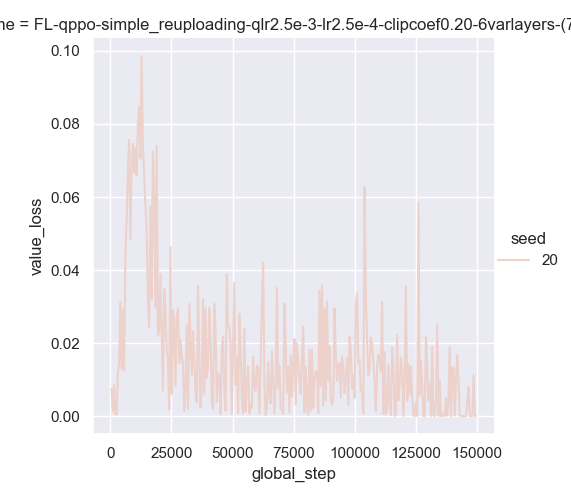 ne = FL-qppo-simple_reuploading-qlr2.5e-3-lr2.5e-4-clipcoef0.20-6varlayers-(7
0.10
0.08
0.06
0.04
0.02
0.00
value_loss
0 25000 50000 75000 100000 125000 150000
global_step
seed
20